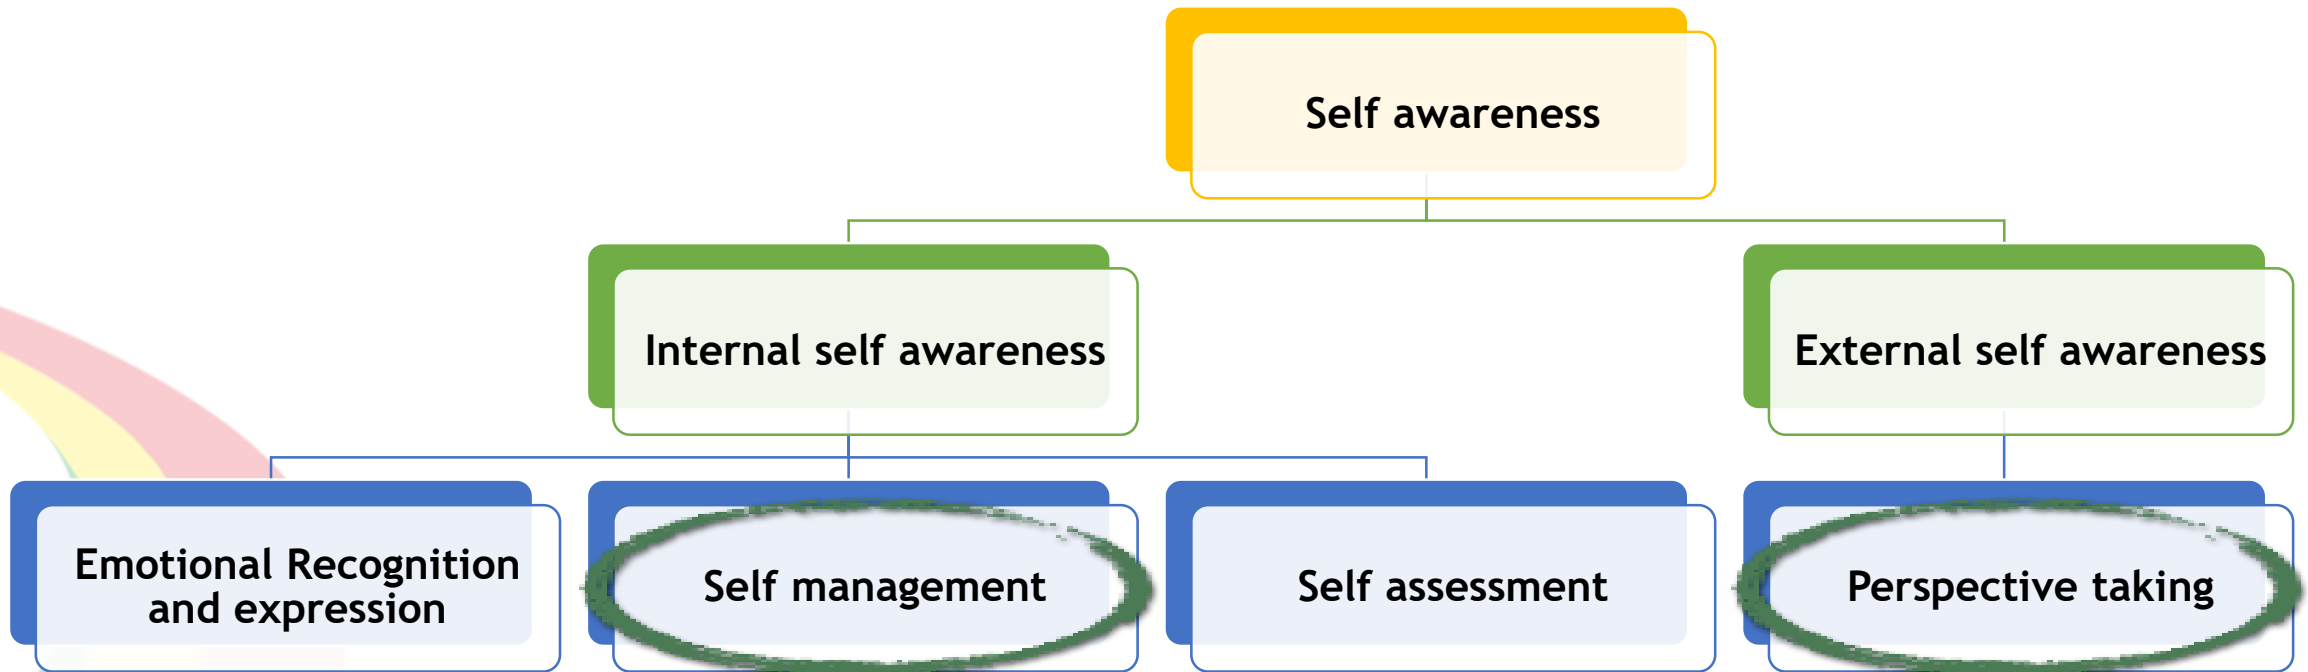 Self awareness
Internal self awareness
External self awareness
Emotional Recognition
and expression
Self management
Self assessment
Perspective taking